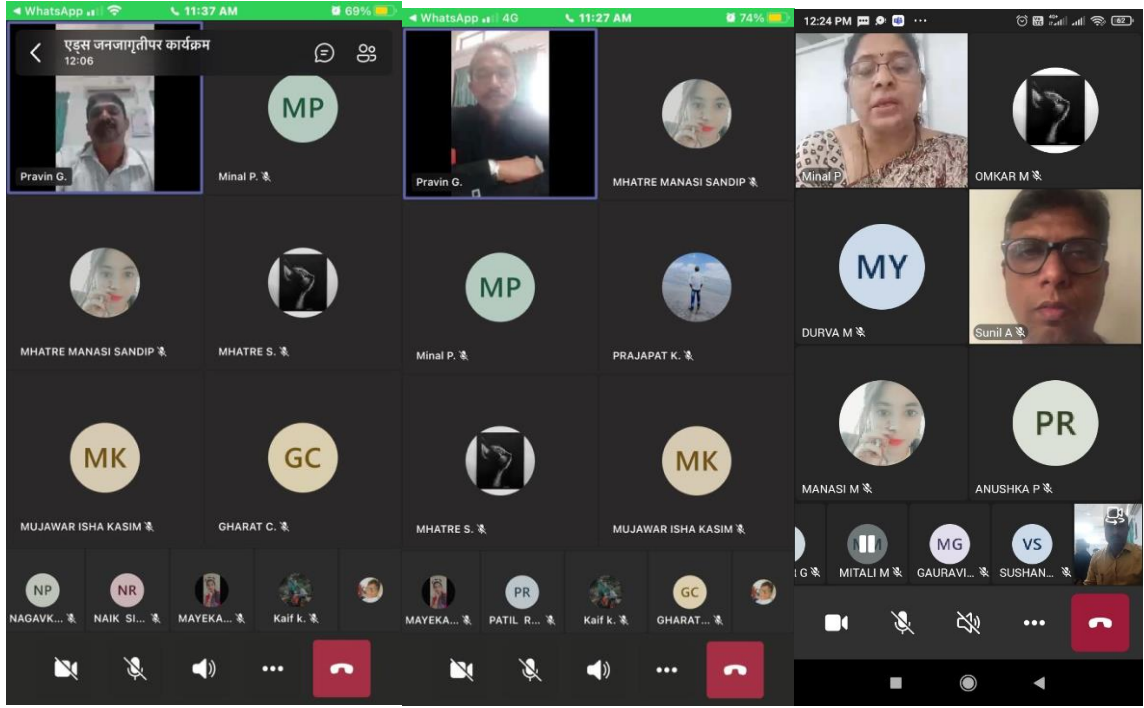 WhatsApp 11:37 AM 69%
एड्स जनजागृतीपर कार्यक्रम
12:06
MP
Pravin G.
Minal P.
MHATRE MANASI SANDIP
MHATRE S.
MK
GC
MUJAWAR ISHA KASIM
GHARAT C.
NP
NR
NAGAVK...
NAIK SI...
MAYEKA...
Kaif k.
WhatsApp 4G 11:27 AM 74%
Pravin G.
MHATRE MANASI SANDIP
MP
Minal P.
PRAJAPAT K.
MK
MHATRE S.
MUJAWAR ISHA KASIM
PR
GC
MAYEKA...
PATIL R...
Kaif k.
GHARAT...
12:24 PM 62
Minal P
OMKAR M
MY
DURVA M
Sunil A
PR
MANASI M
ANUSHKA P
MG
VS
G
MITALI M
GAURAVI...
SUSHAN...